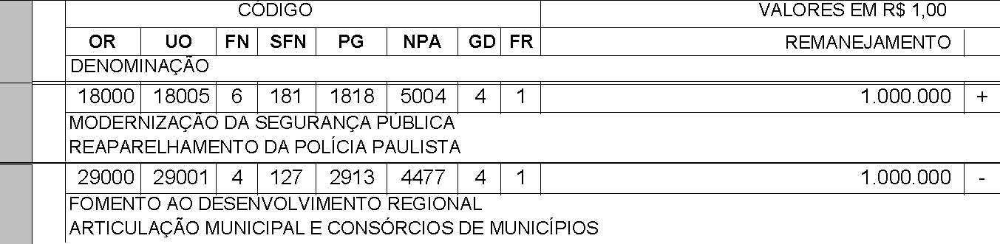 CÓDIGO VALORES EM R$ 1,00
OR UO FN SFN PG NPA GD FR REMANEJAMENTO
DENOMINAÇÃO
18000 18005 6 181 1818 5004 4 1 1.000.000 +
MODERNIZAÇÃO DA SEGURANÇA PÚBLICA
REAPARELHAMENTO DA POLÍCIA PAULISTA
29000 29001 4 127 2913 4477 4 1 1.000.000 -
FOMENTO AO DESENVOLVIMENTO REGIONAL
ARTICULAÇÃO MUNICIPAL E CONSÓRCIOS DE MUNICÍPIOS